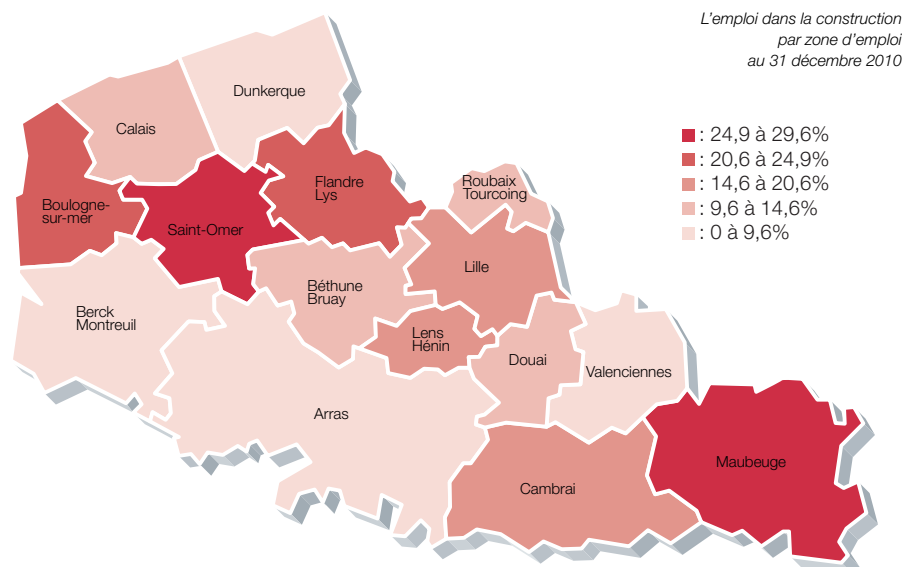 L'emploi dans la construction
par zone d'emploi
au 31 décembre 2010
: 24,9 à 29,6%
: 20,6 à 24,9%
: 14,6 à 20,6%
: 9,6 à 14,6%
: 0 à 9,6%
Dunkerque
Calais
Flandre
Lys
Roubaix
Tourcoing
Boulogne-
sur-mer
Saint-Omer
Lille
Béthune
Bruay
Berck
Montreuil
Lens
Hénin
Douai
Valenciennes
Arras
Maubeuge
Cambrai